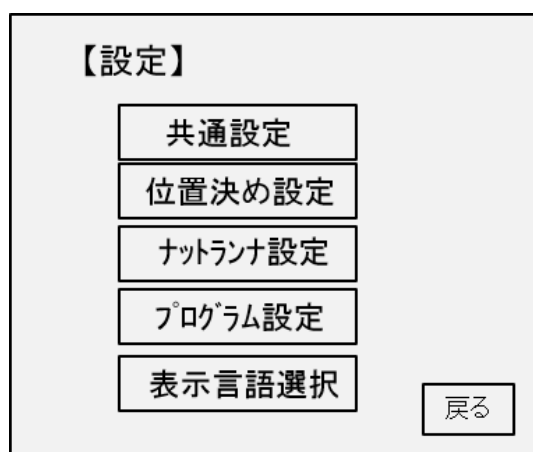 【設定】
共通設定
位置決め設定
ﾅｯﾄﾗﾝﾅ設定
ﾌﾟﾛｸﾞﾗﾑ設定
表示言語選択
戻る